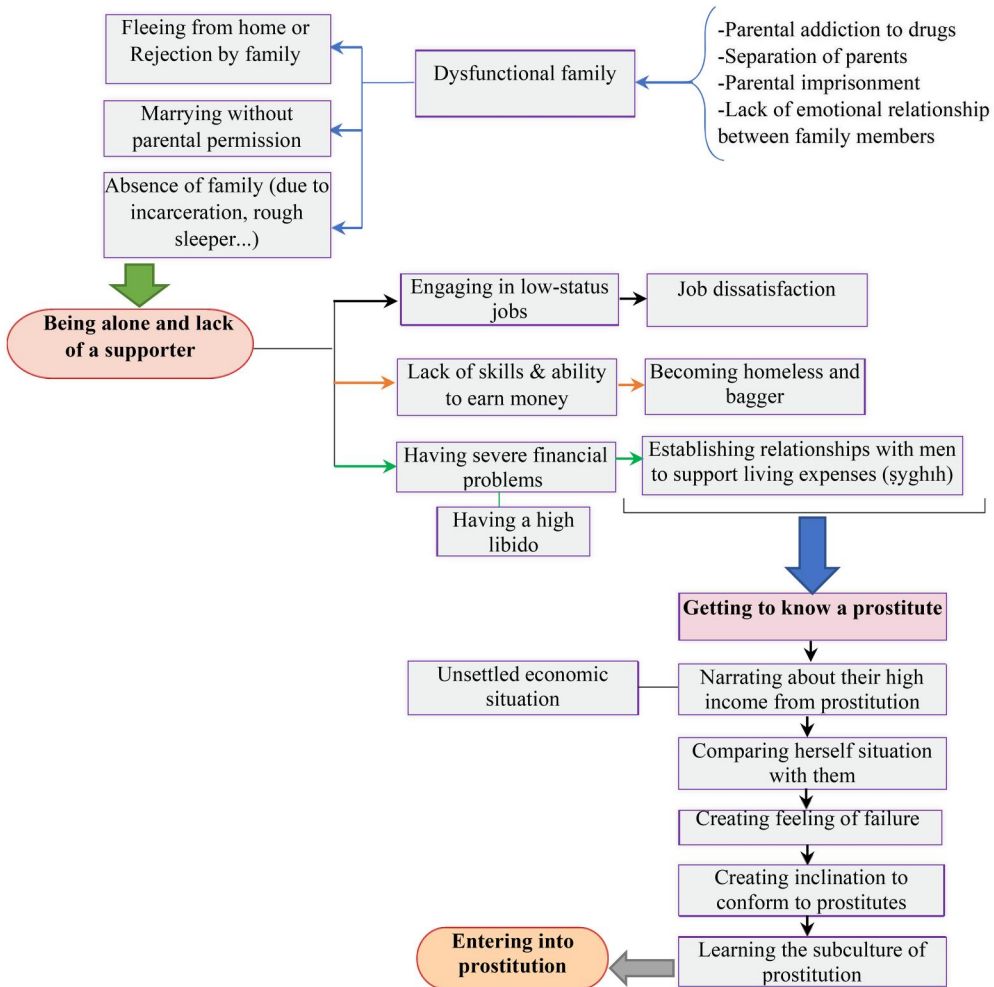 Fleeing from home or
Rejection by family
Dysfunctional family
-Parental addiction to drugs
-Separation of parents
-Parental imprisonment
-Lack of emotional relationship
between family members
Marrying without
parental permission
Absence of family (due to
incarceration, rough
sleeper...)
Being alone and lack
of a supporter
Engaging in low-status
jobs
Job dissatisfaction
Lack of skills & ability
to earn money
Becoming homeless and
bagger
Having severe financial
problems
Establishing relationships with men
to support living expenses (ṣyghıh)
Having a high
libido
Getting to know a prostitute
Unsettled economic
situation
Narrating about their high
income from prostitution
Comparing herself situation
with them
Creating feeling of failure
Creating inclination to
conform to prostitutes
Learning the subculture of
prostitution
Entering into
prostitution